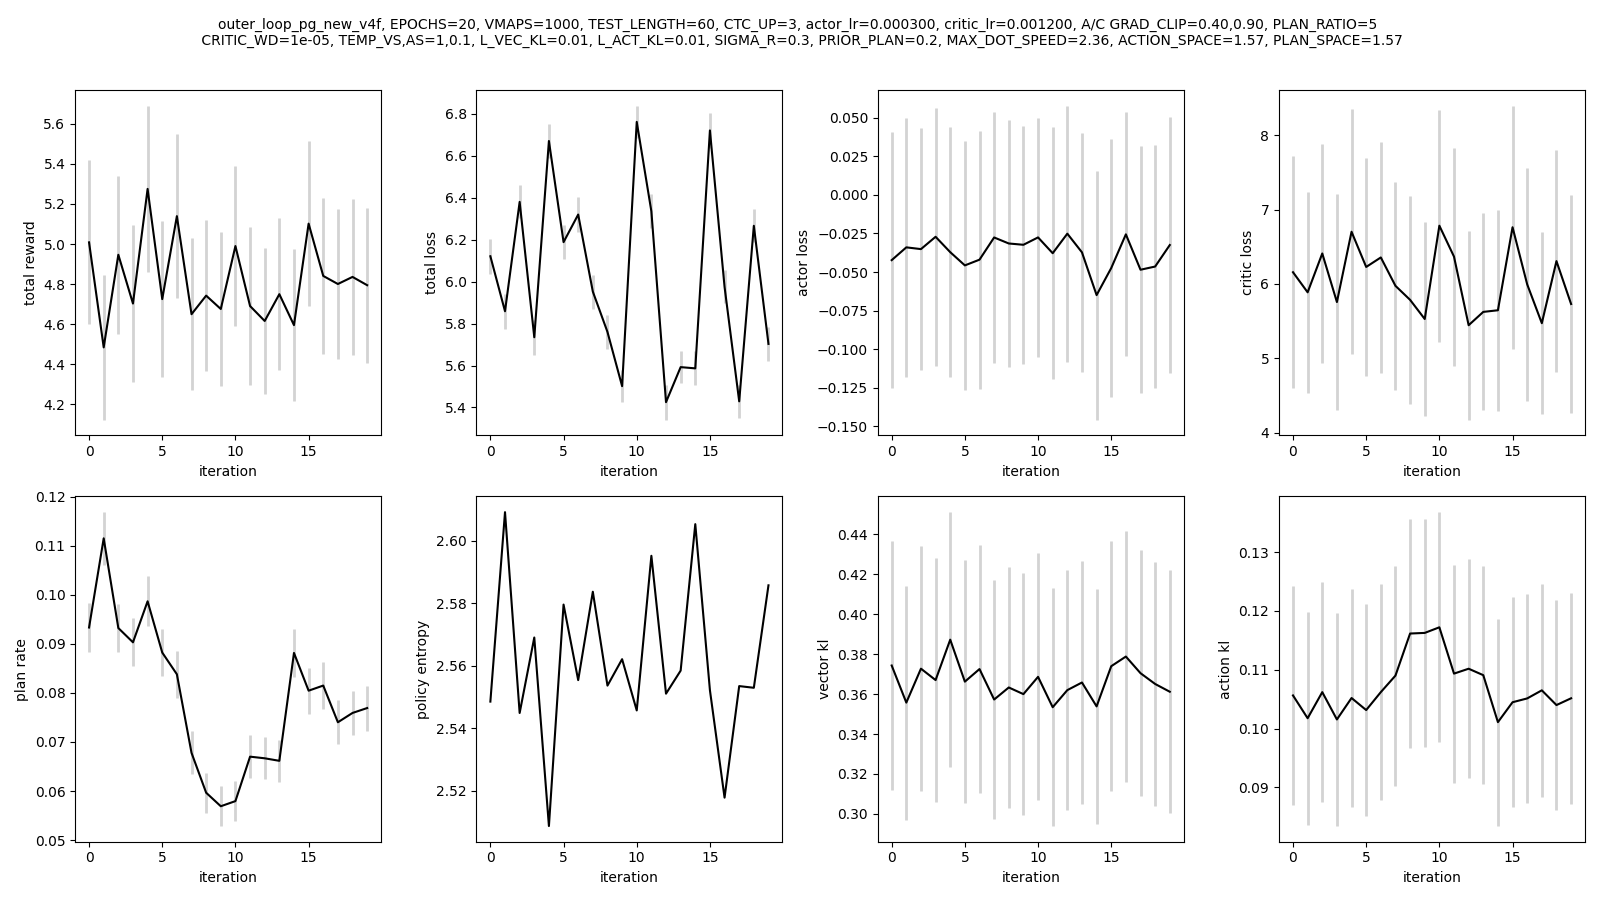 outer_loop_pg_new_v4f, EPOCHS=20, VMAPS=1000, TEST_LENGTH=60, CTC_UP=3, actor_lr=0.000300, critic_lr=0.001200, A/C GRAD_CLIP=0.40,0.90, PLAN_RATIO=5
CRITIC_WD=1e-05, TEMP_VS,AS=1,0.1, L_VEC_KL=0.01, L_ACT_KL=0.01, SIGMA_R=0.3, PRIOR_PLAN=0.2, MAX_DOT_SPEED=2.36, ACTION_SPACE=1.57, PLAN_SPACE=1.57
total reward
5.6
5.4
5.2
5.0
4.8
4.6
4.4
4.2
0 5 10 15
iteration
total loss
6.8
6.6
6.4
6.2
6.0
5.8
5.6
5.4
0 5 10 15
iteration
actor loss
0.050
0.025
0.000
−0.025
−0.050
−0.075
−0.100
−0.125
−0.150
0 5 10 15
iteration
critic loss
8
7
6
5
4
0 5 10 15
iteration
plan rate
0.12
0.11
0.10
0.09
0.08
0.07
0.06
0.05
0 5 10 15
iteration
policy entropy
2.60
2.58
2.56
2.54
2.52
0 5 10 15
iteration
vector kl
0.44
0.42
0.40
0.38
0.36
0.34
0.32
0.30
0 5 10 15
iteration
action kl
0.13
0.12
0.11
0.10
0.09
0 5 10 15
iteration